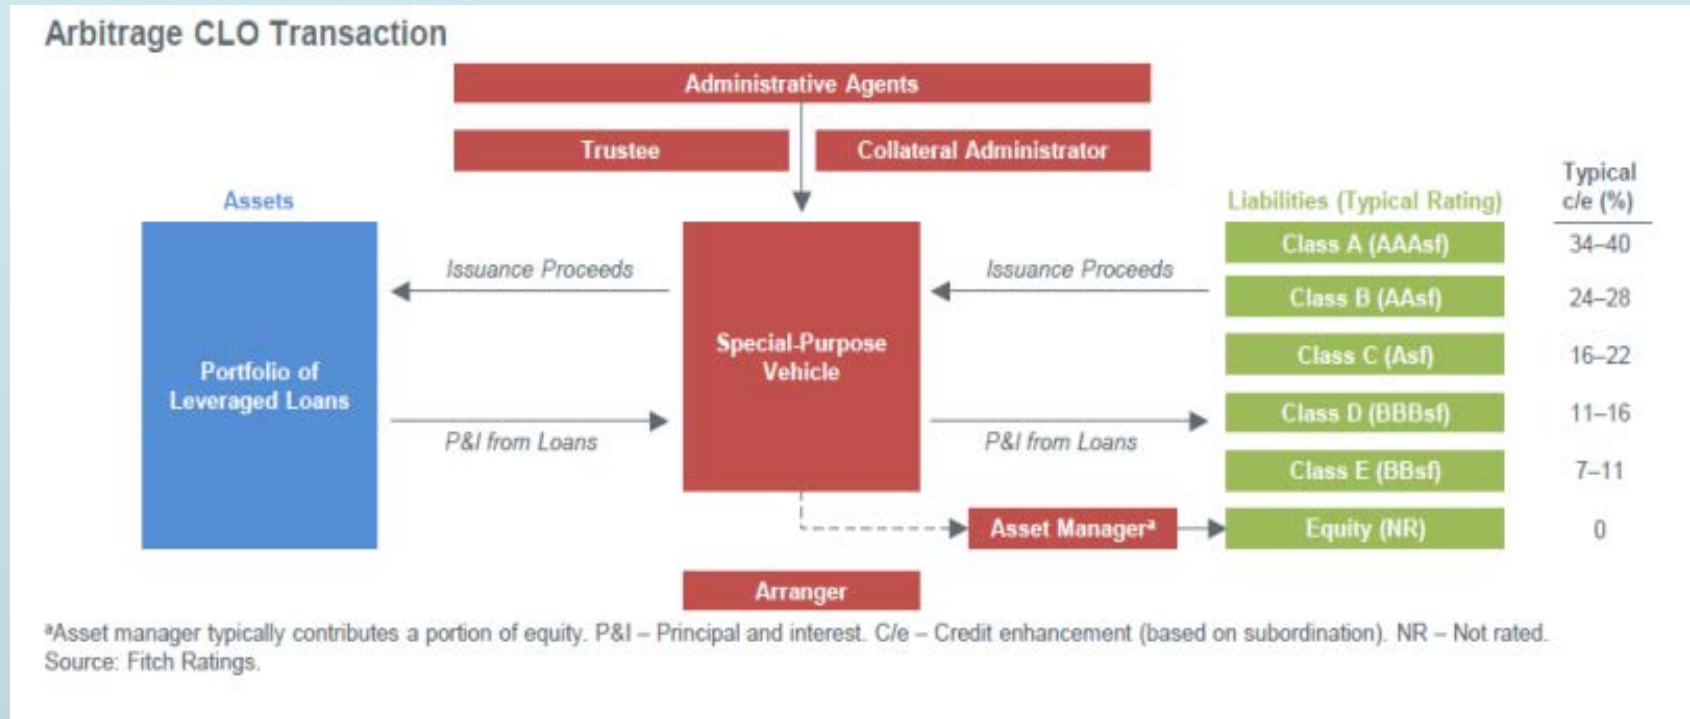 Arbitrage CLO Transaction
Administrative Agents
Trustee
Collateral Administrator
Assets
Liabilities (Typical Rating)
Typical
c/e (%)
Portfolio of
Leveraged Loans
Issuance Proceeds
P&I from Loans
Special-Purpose
Vehicle
Issuance Proceeds
P&I from Loans
Class A (AAAsf)
34–40
Class B (AAsf)
24–28
Class C (Asf)
16–22
Class D (BBBsf)
11–16
Class E (BBsf)
7–11
Asset Managerª
Equity (NR)
0
Arranger
ªAsset manager typically contributes a portion of equity. P&I – Principal and interest. C/e – Credit enhancement (based on subordination). NR – Not rated.
Source: Fitch Ratings.